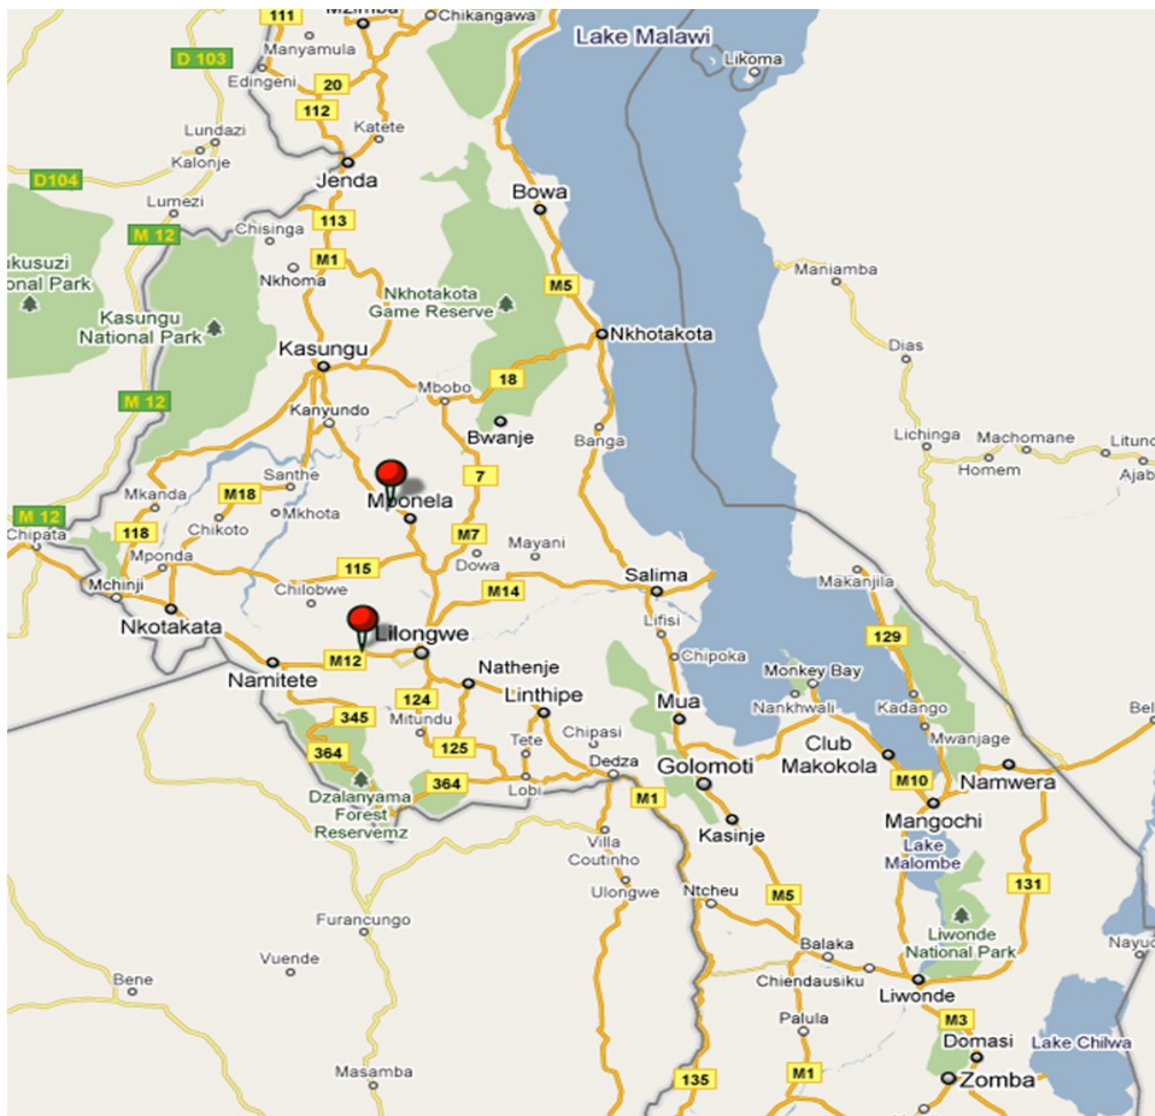 111
Mzimba
Chikangawa
Lake Malawi
Manyamula
D 103
Likoma
Edingeni
20
112
Katete
Lundazi
Kalonje
D104
Jenda
Lumezi
Bowa
113
M 12
Chisinga
ukusuzi
onal Park
M1
Nkhoma
Maniamba
M5
Nkhotakota
Game Reserve
Kasungu
National Park
Nkhotakota
Kasungu
Dias
18
Mbobo
M 12
Kanyundo
Bwanje
Banga
Lichinga
Machomane
Litund
Homem
Ajab
Santhe
7
Mkanda
M18
Mponela
M 12
Mkhota
Chikoto
Chipata
118
M7
Mayani
Mponda
Dowa
115
Salima
Makanjila
Mchinji
Chilobwe
M14
Nkotakata
Lifisi
129
Lilongwe
M12
Chipoka
Namitete
Nathenje
Monkey Bay
124
Linthipe
Mua
Nankhwali
Kadango
Bel
345
Mitundu
Chipasi
Mwanjage
364
125
Tete
Club
Makokola
Dedza
Golomoti
M10
Namwera
364
Lobi
Dzalanyama
Forest
Reservemz
M1
Mangochi
Kasinje
Villa
Coutinho
Lake
Malombe
Ulongwe
Ntcheu
131
M5
Furancungo
Liwonde
National Park
Balaka
Nayuc
Vuende
Bene
Chiendausiku
Liwonde
Palula
M3
Domasi
Lake Chilwa
Masamba
135
M1
Zomba